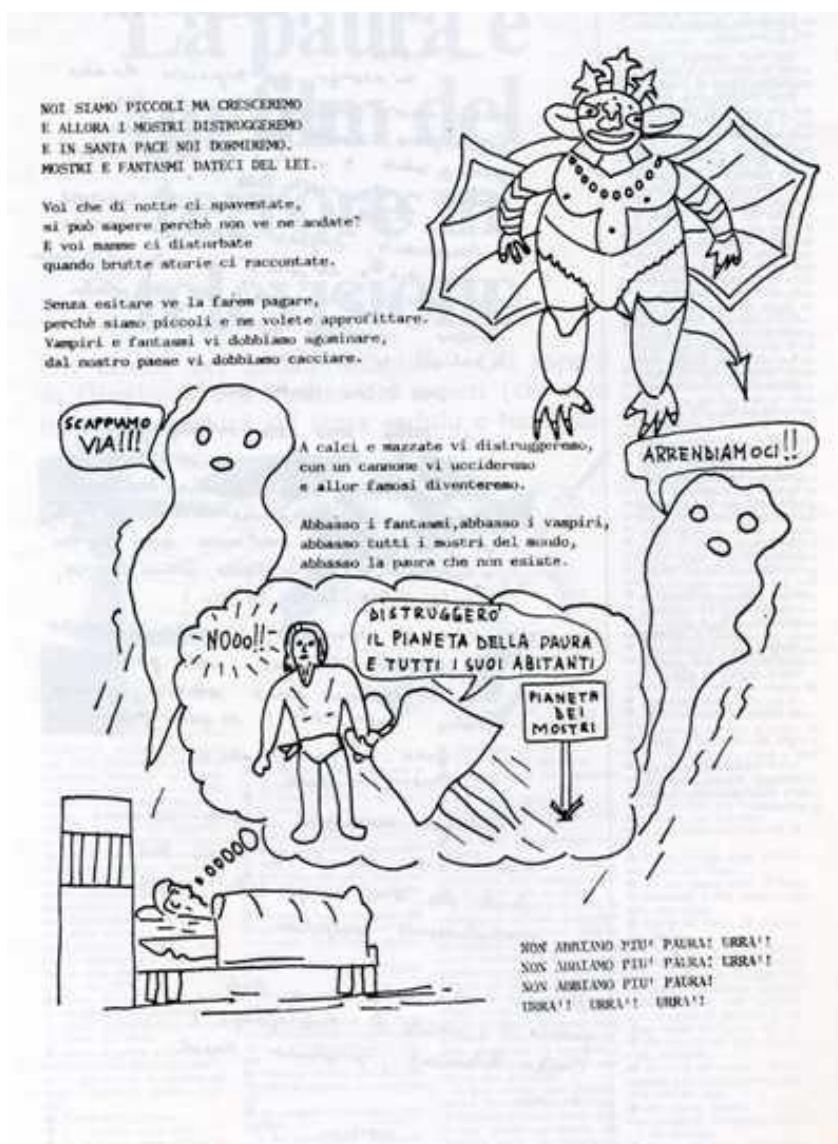 NOI SIAMO PICCOLI MA CRESCEREMO
E ALLORA I MOSTRI DISTRUGGEREMO
E IN SANTA PACE NOI DORMIREMO.
MOSTRI E FANTASMI DATECI DEL LEI.
Voi che di notte ci spaventate,
si può sapere perchè non ve ne andate?
E voi mamme ci disturbate
quando brutte storie ci raccontate.
Senza esitare ve la farem pagare,
perchè siamo piccoli e ne volete approfittare.
Vampiri e fantasmi vi dobbiamo sgominare,
dal nostro paese vi dobbiamo cacciare.
SCAPPIAMO
VIA!!!
ARRENDIAMOCI!!
A calci e mazzate vi distruggeremo,
con un cannone vi uccideremo
e allor famosi diventeremo.
Abbasso i fantasmi,abbasso i vampiri,
abbasso tutti i mostri del mondo,
abbasso la paura che non esiste.
NOOO!!
DISTRUGGERO'
IL PIANETA DELLA PAURA
E TUTTI I SUOI ABITANTI
PIANETA
DEI
MOSTRI
NON ABBIAMO PIU' PAURA! URRA'!
NON ABBIAMO PIU' PAURA! URRA'!
NON ABBIAMO PIU' PAURA!
URRA'! URRA'! URRA'!